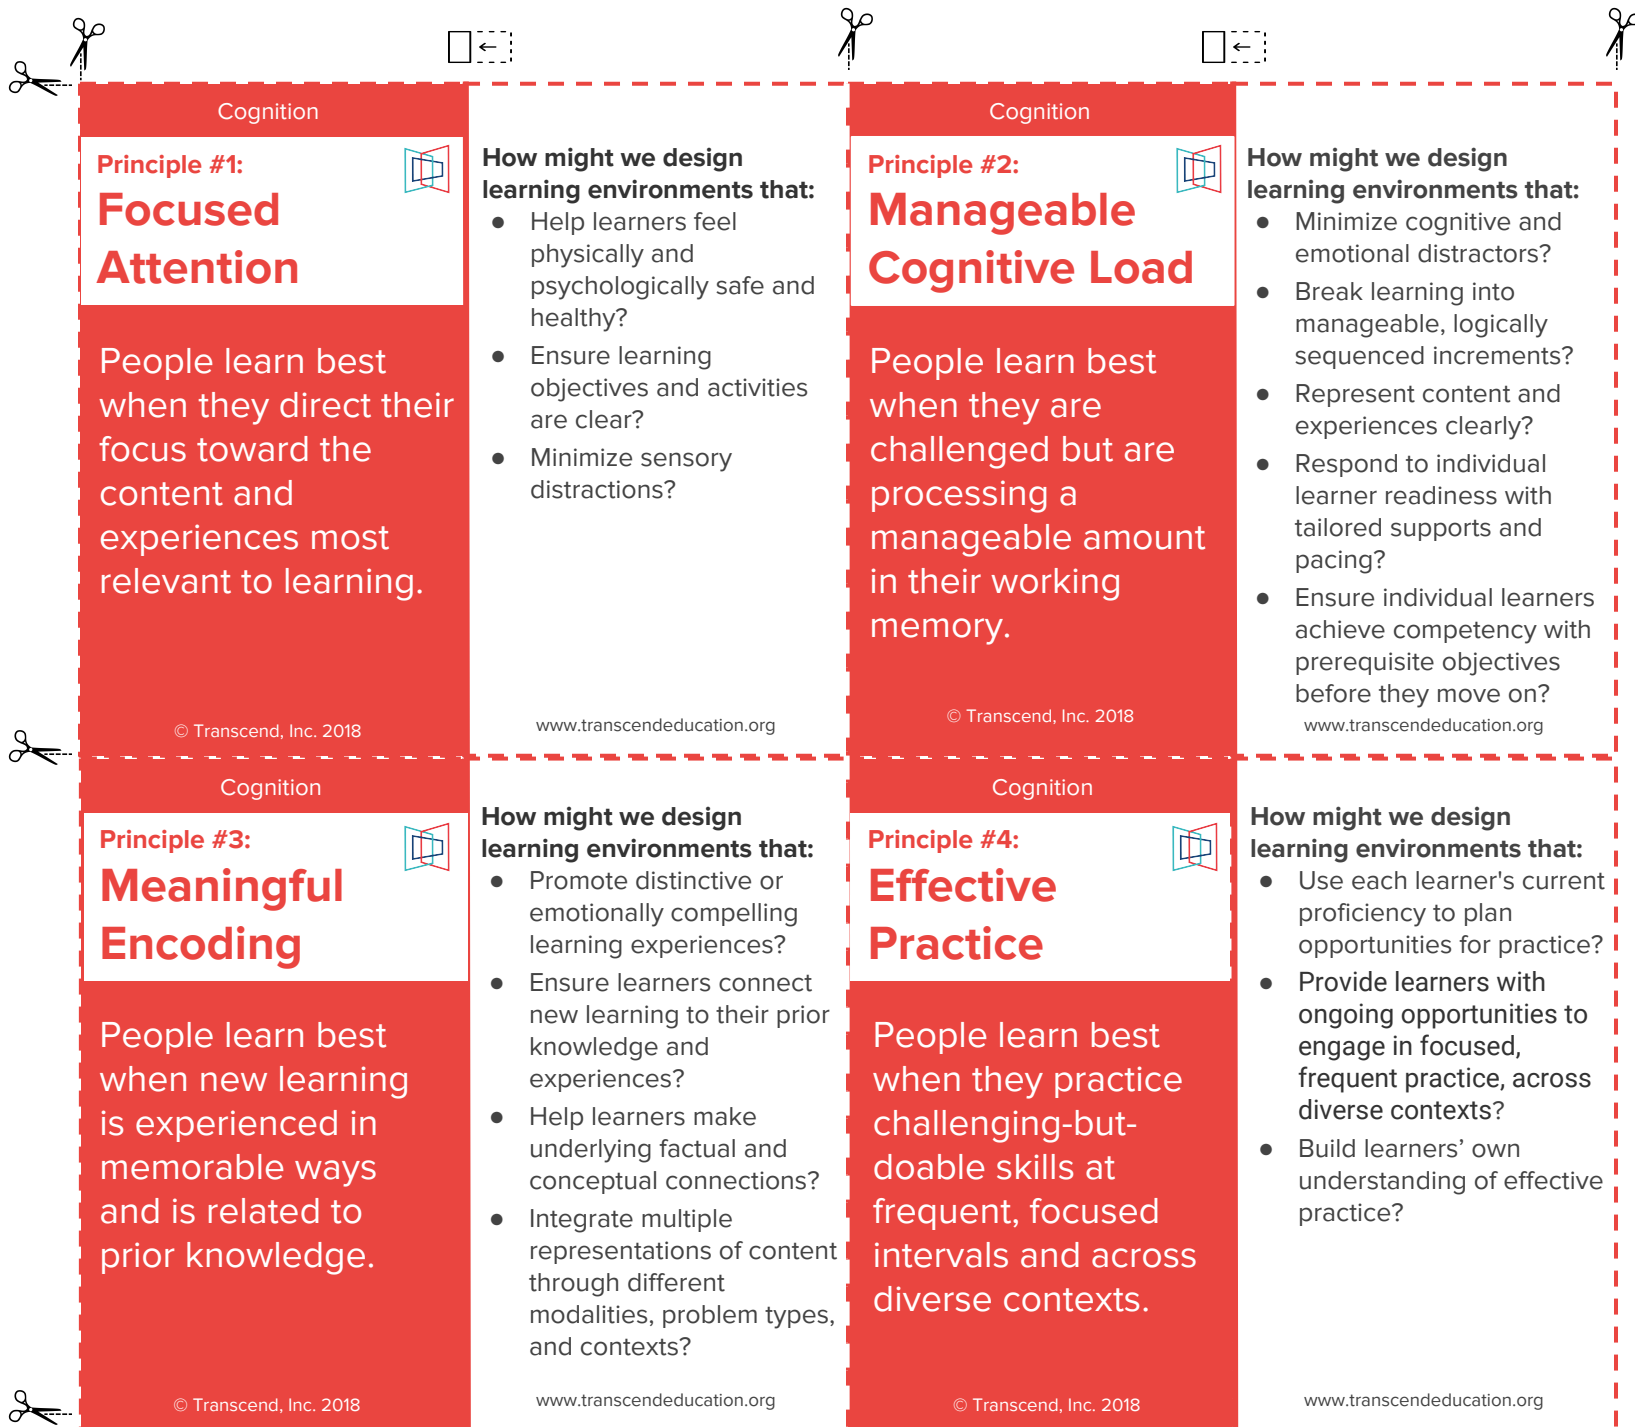 Cognition
Principle #1:
Focused
Attention
People learn best
when they direct their
focus toward the
content and
experiences most
relevant to learning.
© Transcend, Inc. 2018
How might we design
learning environments that:
● Help learners feel
physically and
psychologically safe and
healthy?
● Ensure learning
objectives and activities
are clear?
● Minimize sensory
distractions?
www.transcendeducation.org
Cognition
Principle #2:
Manageable
Cognitive Load
People learn best
when they are
challenged but are
processing a
manageable amount
in their working
memory.
© Transcend, Inc. 2018
How might we design
learning environments that:
● Minimize cognitive and
emotional distractors?
● Break learning into
manageable, logically
sequenced increments?
● Represent content and
experiences clearly?
● Respond to individual
learner readiness with
tailored supports and
pacing?
● Ensure individual learners
achieve competency with
prerequisite objectives
before they move on?
www.transcendeducation.org
Cognition
Principle #3:
Meaningful
Encoding
People learn best
when new learning
is experienced in
memorable ways
and is related to
prior knowledge.
© Transcend, Inc. 2018
How might we design
learning environments that:
● Promote distinctive or
emotionally compelling
learning experiences?
● Ensure learners connect
new learning to their prior
knowledge and
experiences?
● Help learners make
underlying factual and
conceptual connections?
● Integrate multiple
representations of content
through different
modalities, problem types,
and contexts?
www.transcendeducation.org
Cognition
Principle #4:
Effective
Practice
People learn best
when they practice
challenging-but-
doable skills at
frequent, focused
intervals and across
diverse contexts.
© Transcend, Inc. 2018
How might we design
learning environments that:
● Use each learner's current
proficiency to plan
opportunities for practice?
● Provide learners with
ongoing opportunities to
engage in focused,
frequent practice, across
diverse contexts?
● Build learners’ own
understanding of effective
practice?
www.transcendeducation.org